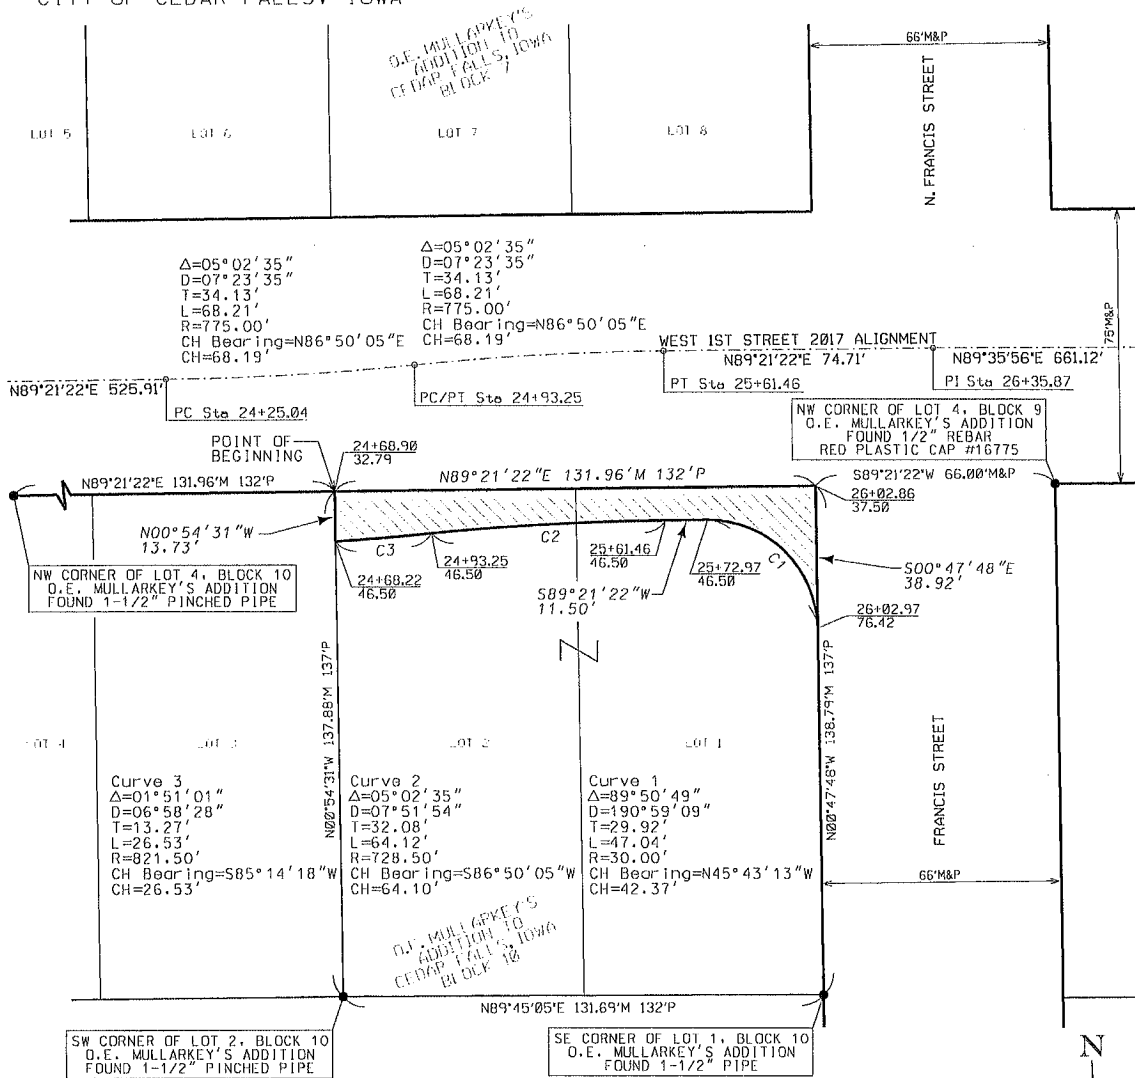 CITY OF CEDAR FALLS, IOWA
O.E. MULLARKEY'S
ADDITION TO
CEDAR FALLS, IOWA
BLOCK 7
66'M&P
N. FRANCIS STREET
LOT 5
LOT 6
LOT 7
LOT 8
75'M&P
Δ=05°02'35"
D=07°23'35"
T=34.13'
L=68.21'
R=775.00'
CH Bearing=N86°50'05"E
CH=68.19'
Δ=05°02'35"
D=07°23'35"
T=34.13'
L=68.21'
R=775.00'
CH Bearing=N86°50'05"E
CH=68.19'
WEST 1ST STREET 2017 ALIGNMENT
N89°21'22"E 74.71'
N89°35'56"E 661.12'
N89°21'22"E 525.91'
PC Sta 24+25.04
PC/PT Sta 24+93.25
PT Sta 25+61.46
PI Sta 26+35.87
NW CORNER OF LOT 4, BLOCK 9
O.E. MULLARKEY'S ADDITION
FOUND 1/2" REBAR
RED PLASTIC CAP #16775
POINT OF
BEGINNING
24+68.90
32.79
N89°21'22"E 131.96'M 132'P
N89°21'22"E 131.96'M 132'P
S89°21'22"W 66.00'M&P
26+02.86
37.50
N00°54'31"W
13.73'
C3
C2
C1
24+93.25
46.50
25+61.46
46.50
25+72.97
46.50
24+68.22
46.50
S89°21'22"W
11.50'
S00°47'48"E
38.92'
26+02.97
76.42
NW CORNER OF LOT 4, BLOCK 10
O.E. MULLARKEY'S ADDITION
FOUND 1-1/2" PINCHED PIPE
N00°54'31"W 137.88'M 137'P
N00°47'48"W 138.79'M 137'P
FRANCIS STREET
LOT 4
LOT 3
LOT 2
LOT 1
Curve 3
Δ=01°51'01"
D=06°58'28"
T=13.27'
L=26.53'
R=821.50'
CH Bearing=S85°14'18"W
CH=26.53'
Curve 2
Δ=05°02'35"
D=07°51'54"
T=32.08'
L=64.12'
R=728.50'
CH Bearing=S86°50'05"W
CH=64.10'
Curve 1
Δ=89°50'49"
D=190°59'09"
T=29.92'
L=47.04'
R=30.00'
CH Bearing=N45°43'13"W
CH=42.37'
66'M&P
O.E. MULLARKEY'S
ADDITION TO
CEDAR FALLS, IOWA
BLOCK 10
N89°45'05"E 131.69'M 132'P
SW CORNER OF LOT 2, BLOCK 10
O.E. MULLARKEY'S ADDITION
FOUND 1-1/2" PINCHED PIPE
SE CORNER OF LOT 1, BLOCK 10
O.E. MULLARKEY'S ADDITION
FOUND 1-1/2" PIPE
N